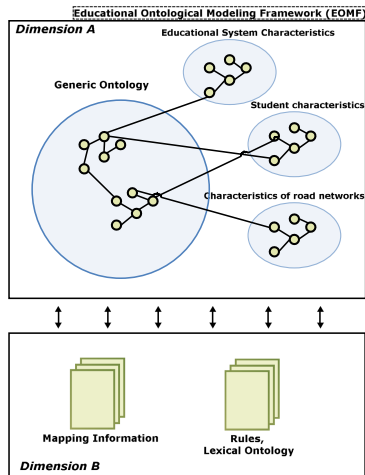 Educational Ontological Modeling Framework (EOMF)
Dimension A
Educational System Characteristics
Generic Ontology
Student characteristics
Characteristics of road networks
Mapping Information
Rules,
Lexical Ontology
Dimension B